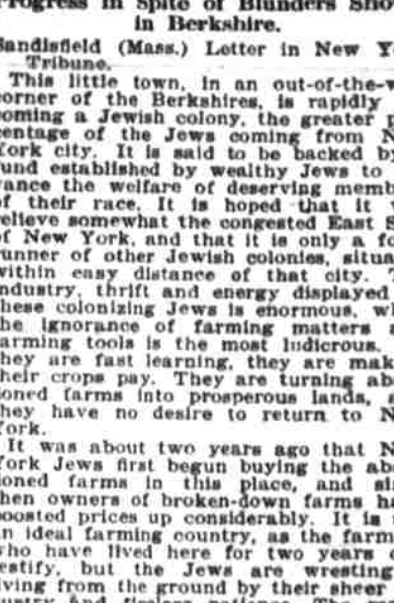 Progress in Spite of Blunders Sho
in Berkshire.
Sandisfield (Mass.) Letter in New Yo
Tribune.
This little town, in an out-of-the-w
corner of the Berkshires, is rapidly
coming a Jewish colony, the greater p
centage of the Jews coming from N
York city. It is said to be backed by
fund established by wealthy Jews to
vance the welfare of deserving memb
of their race. It is hoped that it w
relieve somewhat the congested East S
of New York, and that it is only a fo
runner of other Jewish colonies, situa
within easy distance of that city. T
industry, thrift and energy displayed
these colonizing Jews is enormous, wh
the ignorance of farming matters a
farming tools is the most ludicrous.
they are fast learning, they are mak
their crops pay. They are turning aba
doned farms into prosperous lands, a
they have no desire to return to N
York.
It was about two years ago that N
York Jews first begun buying the aba
doned farms in this place, and sin
then owners of broken-down farms ha
boosted prices up considerably. It is
an ideal farming country, as the farm
who have lived here for two years c
testify, but the Jews are wresting
living from the ground by their sheer